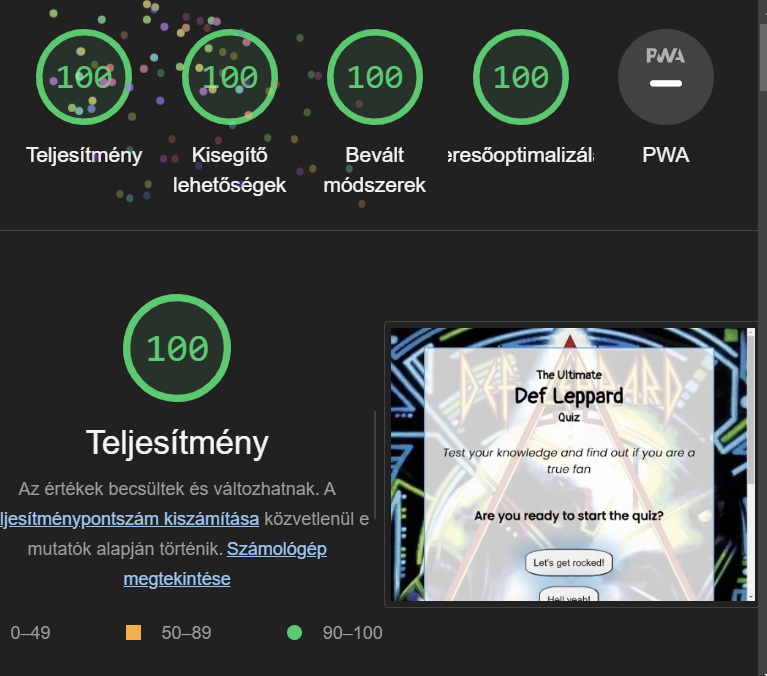 100
100
100
100
PWA
Teljesítmény
Kisegítő
lehetőségek
Bevált
módszerek
eresőoptimalizálá
PWA
100
Teljesítmény
Az értékek becsültek és változhatnak. A
ljesítménypontszám kiszámítása közvetlenül e
mutatók alapján történik. Számológép
megtekintése
0–49
50–89
90–100
DEF LEPPARD
The Ultimate
Def Leppard
Quiz
Test your knowledge and find out if you are a
true fan
Are you ready to start the quiz?
Let's get rocked!
Hell yeah!